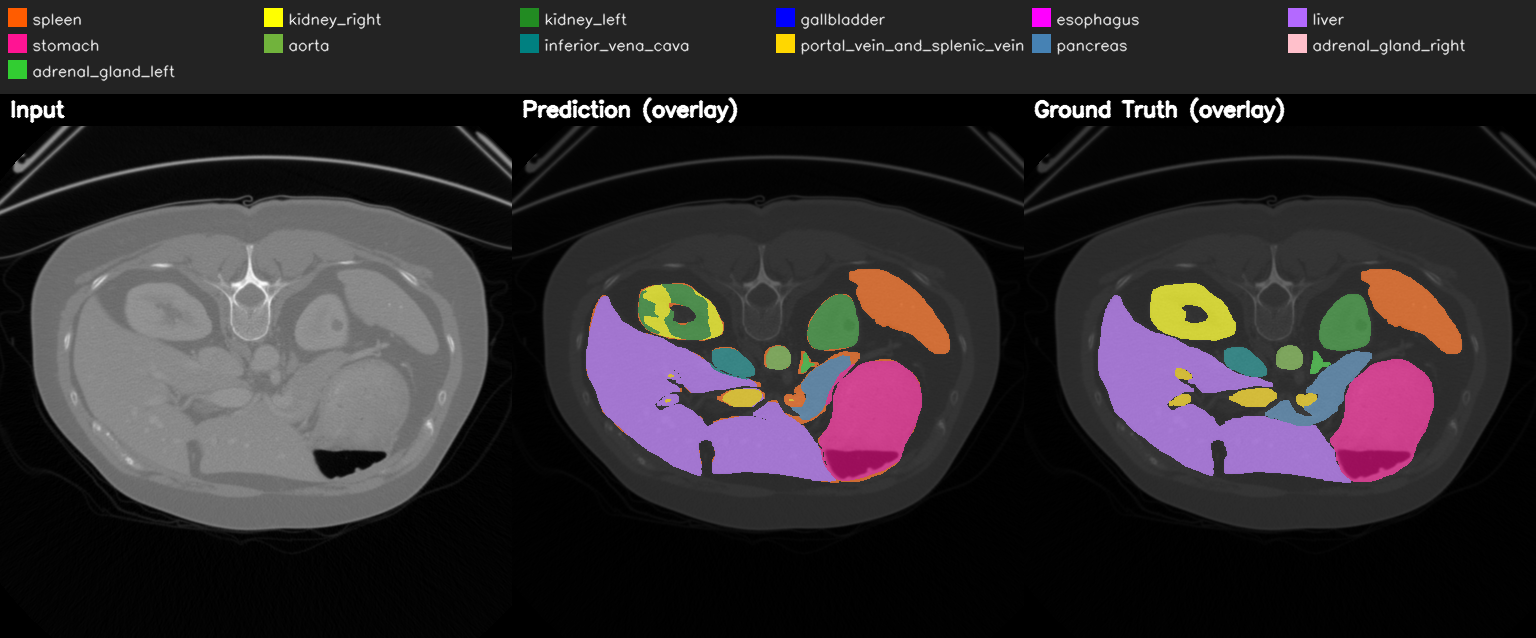 spleen kidney_right kidney_left gallbladder esophagus liver
stomach aorta inferior_vena_cava portal_vein_and_splenic_vein pancreas adrenal_gland_right
adrenal_gland_left
Input Prediction (overlay) Ground Truth (overlay)